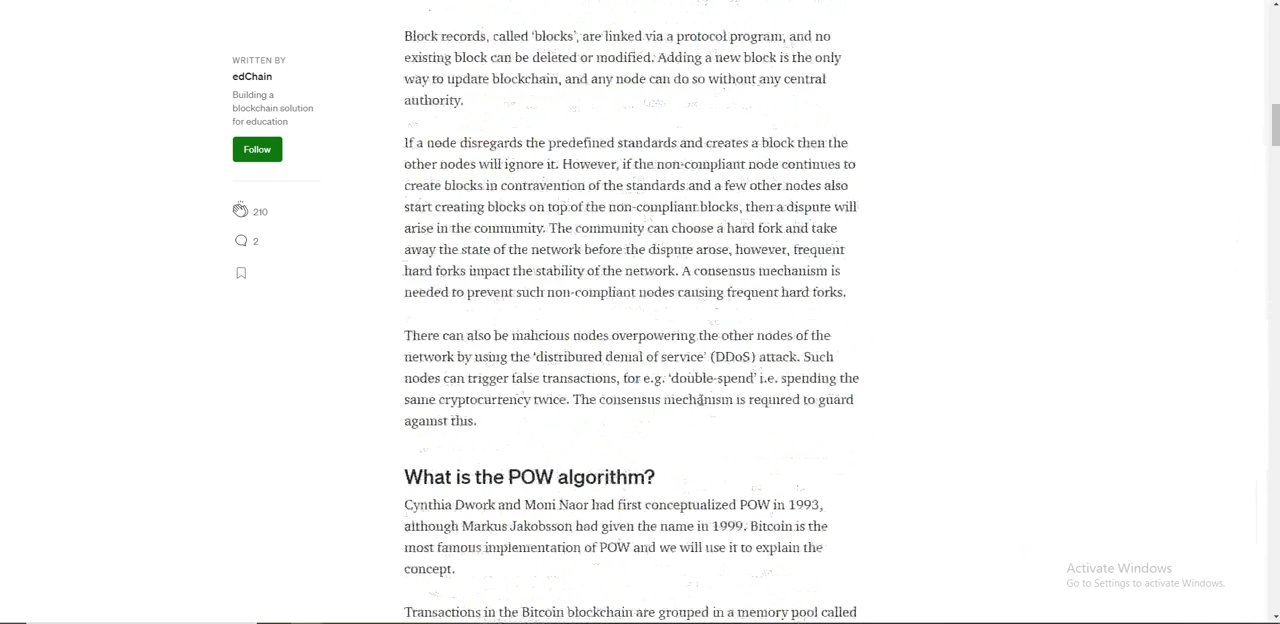 Block records, called ‘blocks’, are linked via a protocol program, and no
existing block can be deleted or modified. Adding a new block is the only
way to update blockchain, and any node can do so without any central
authority.
WRITTEN BY
edChain
Building a
blockchain solution
for education
Follow
210
2
If a node disregards the predefined standards and creates a block then the
other nodes will ignore it. However, if the non-compliant node continues to
create blocks in contravention of the standards and a few other nodes also
start creating blocks on top of the non-compliant blocks, then a dispute will
arise in the community. The community can choose a hard fork and take
away the state of the network before the dispute arose, however, frequent
hard forks impact the stability of the network. A consensus mechanism is
needed to prevent such non-compliant nodes causing frequent hard forks.
There can also be malicious nodes overpowering the other nodes of the
network by using the ‘distributed denial of service’ (DDoS) attack. Such
nodes can trigger false transactions, for e.g. ‘double-spend’ i.e. spending the
same cryptocurrency twice. The consensus mechanism is required to guard
against this.
What is the POW algorithm?
Cynthia Dwork and Moni Naor had first conceptualized POW in 1993,
although Markus Jakobsson had given the name in 1999. Bitcoin is the
most famous implementation of POW and we will use it to explain the
concept.
Transactions in the Bitcoin blockchain are grouped in a memory pool called
Activate Windows
Go to Settings to activate Windows.